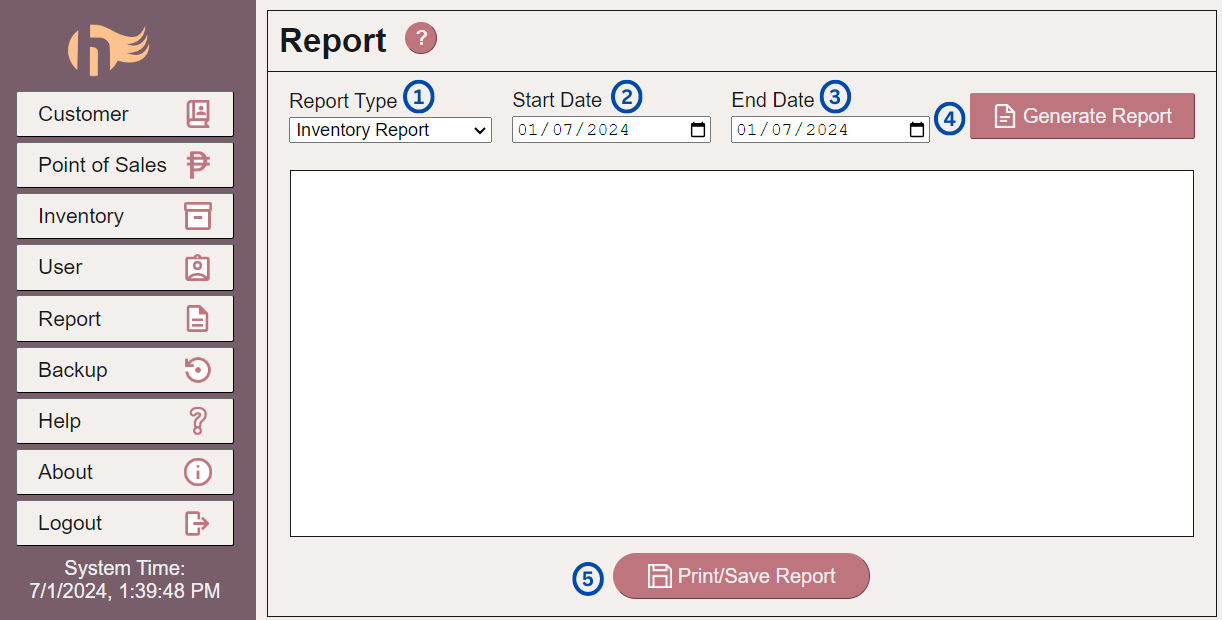 Customer
Point of Sales
Inventory
User
Report
Backup
Help
About
Logout
System Time:
7/1/2024, 1:39:48 PM
Report ?
Report Type 1
Inventory Report
Start Date 2
01/07/2024
End Date 3
01/07/2024
4 Generate Report
5 Print/Save Report